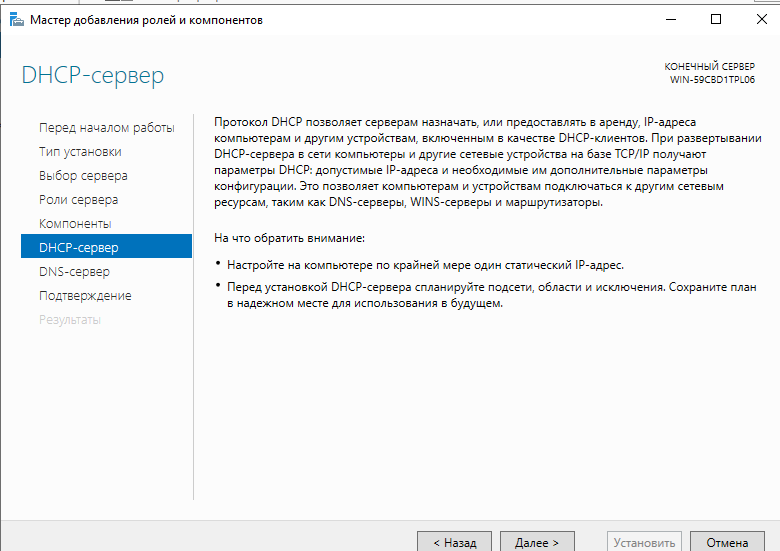 Мастер добавления ролей и компонентов
DHCP-сервер
КОНЕЧНЫЙ СЕРВЕР
WIN-59CBD1TPL06
Перед началом работы
Тип установки
Выбор сервера
Роли сервера
Компоненты
DHCP-сервер
DNS-сервер
Подтверждение
Результаты
Протокол DHCP позволяет серверам назначать, или предоставлять в аренду, IP-адреса
компьютерам и другим устройствам, включенным в качестве DHCP-клиентов. При развертывании
DHCP-сервера в сети компьютеры и другие сетевые устройства на базе TCP/IP получают
параметры DHCP: допустимые IP-адреса и необходимые им дополнительные параметры
конфигурации. Это позволяет компьютерам и устройствам подключаться к другим сетевым
ресурсам, таким как DNS-серверы, WINS-серверы и маршрутизаторы.
На что обратить внимание:
• Настройте на компьютере по крайней мере один статический IP-адрес.
• Перед установкой DHCP-сервера спланируйте подсети, области и исключения. Сохраните план
в надежном месте для использования в будущем.
< Назад
Далее >
Установить
Отмена